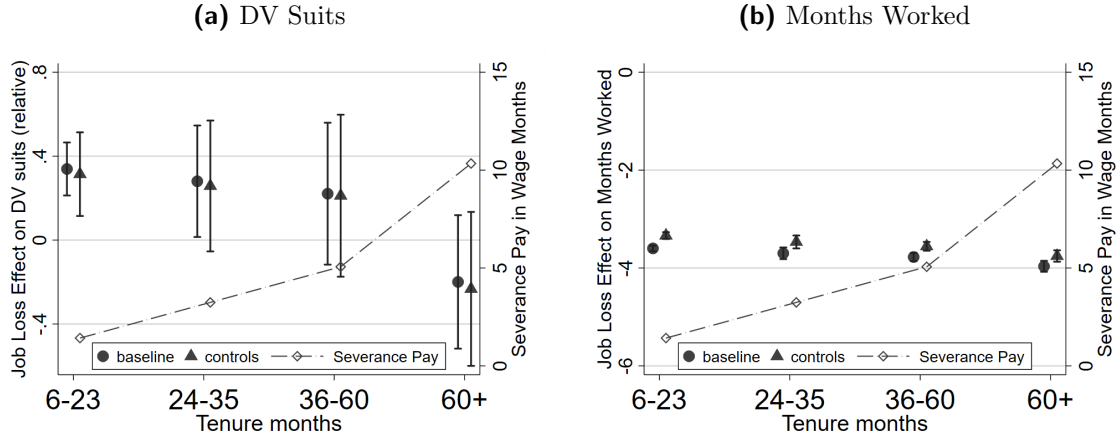 (a) DV Suits
Job Loss Effect on DV suits (relative)
.8
.4
0
-.4
15
10
5
0
Severance Pay in Wage Months
baseline controls Severance Pay
6-23 24-35 36-60 60+
Tenure months
(b) Months Worked
Job Loss Effect on Months Worked
0
-2
-4
-6
15
10
5
0
Severance Pay in Wage Months
baseline controls Severance Pay
6-23 24-35 36-60 60+
Tenure months